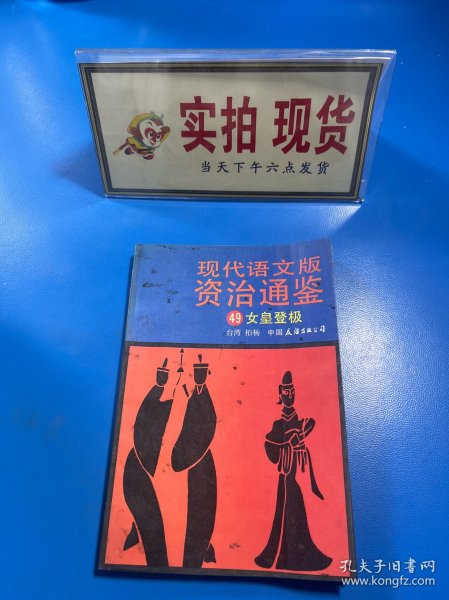 实拍 现货
当天下午六点发货
现代语文版
资治通鉴
49 女皇登极
台湾 柏杨 中国友谊出版公司
孔夫子旧书网
www.kongfz.com